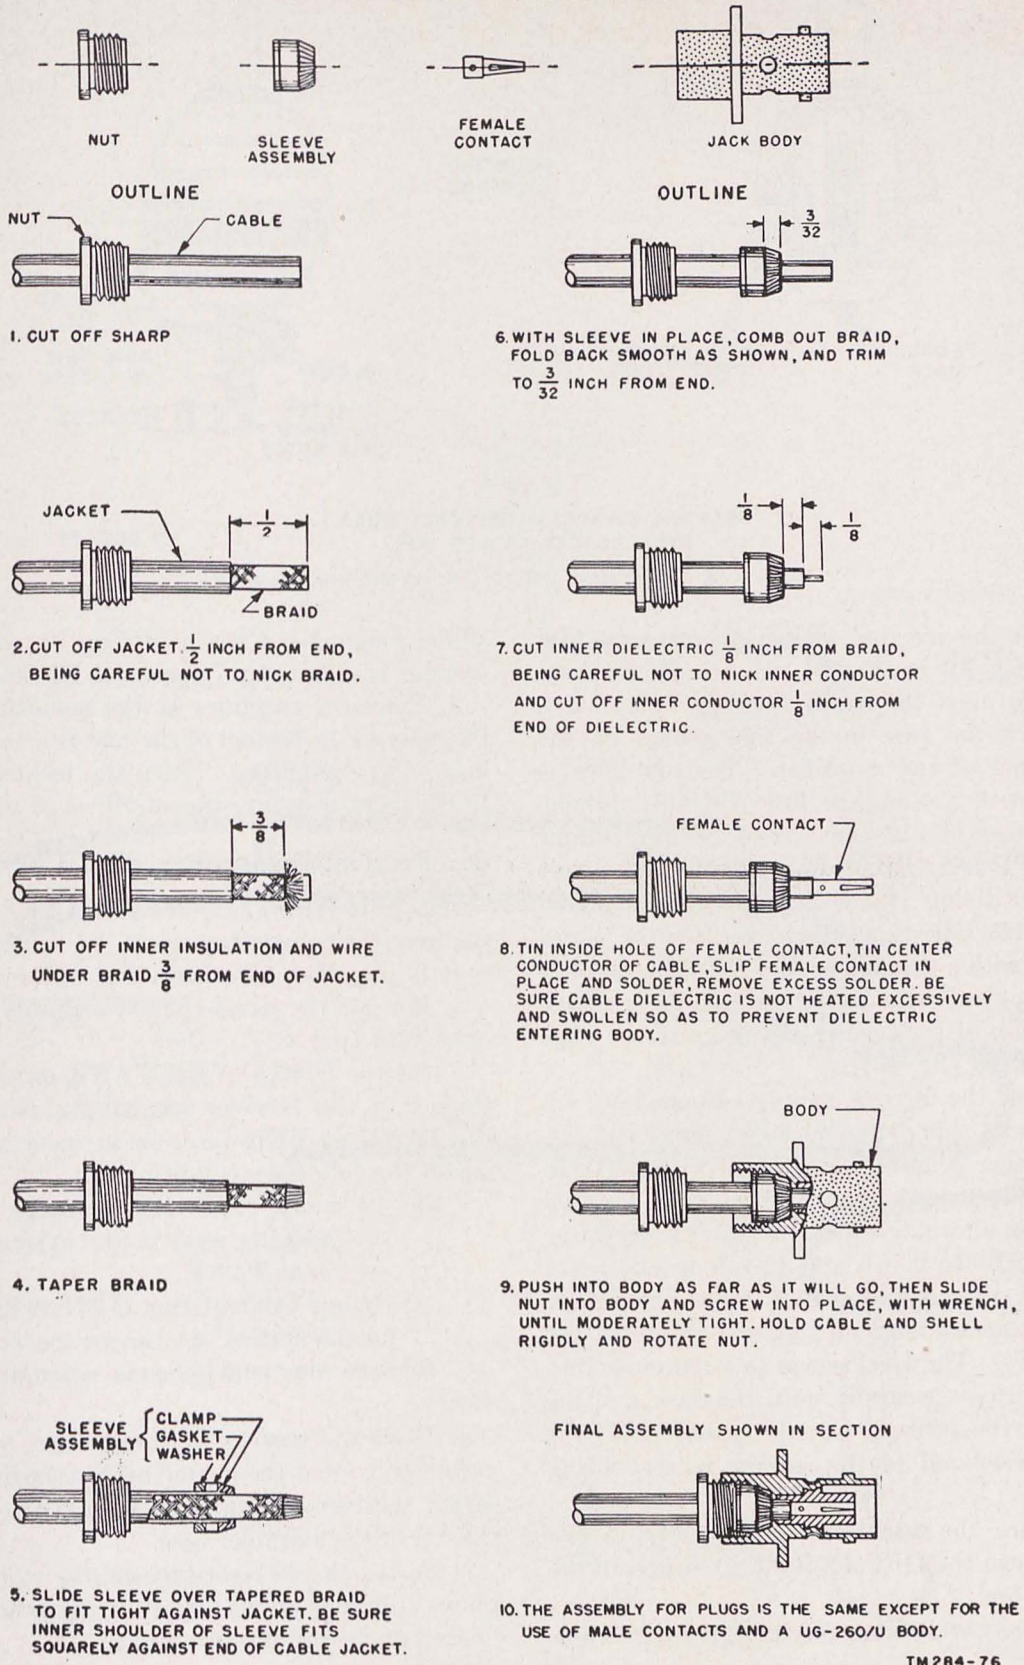 NUT
SLEEVE
ASSEMBLY
FEMALE
CONTACT
JACK BODY
OUTLINE
NUT
CABLE
1. CUT OFF SHARP
JACKET
1/2
BRAID
2. CUT OFF JACKET 1/2 INCH FROM END,
BEING CAREFUL NOT TO NICK BRAID.
3/8
3. CUT OFF INNER INSULATION AND WIRE
UNDER BRAID 3/8 FROM END OF JACKET.
4. TAPER BRAID
SLEEVE
ASSEMBLY
CLAMP
GASKET
WASHER
5. SLIDE SLEEVE OVER TAPERED BRAID
TO FIT TIGHT AGAINST JACKET. BE SURE
INNER SHOULDER OF SLEEVE FITS
SQUARELY AGAINST END OF CABLE JACKET.
OUTLINE
3/32
6. WITH SLEEVE IN PLACE, COMB OUT BRAID,
FOLD BACK SMOOTH AS SHOWN, AND TRIM
TO 3/32 INCH FROM END.
1/8
1/8
7. CUT INNER DIELECTRIC 1/8 INCH FROM BRAID,
BEING CAREFUL NOT TO NICK INNER CONDUCTOR
AND CUT OFF INNER CONDUCTOR 1/8 INCH FROM
END OF DIELECTRIC.
FEMALE CONTACT
8. TIN INSIDE HOLE OF FEMALE CONTACT, TIN CENTER
CONDUCTOR OF CABLE, SLIP FEMALE CONTACT IN
PLACE AND SOLDER, REMOVE EXCESS SOLDER. BE
SURE CABLE DIELECTRIC IS NOT HEATED EXCESSIVELY
AND SWOLLEN SO AS TO PREVENT DIELECTRIC
ENTERING BODY.
BODY
9. PUSH INTO BODY AS FAR AS IT WILL GO, THEN SLIDE
NUT INTO BODY AND SCREW INTO PLACE, WITH WRENCH,
UNTIL MODERATELY TIGHT. HOLD CABLE AND SHELL
RIGIDLY AND ROTATE NUT.
FINAL ASSEMBLY SHOWN IN SECTION
10. THE ASSEMBLY FOR PLUGS IS THE SAME EXCEPT FOR THE
USE OF MALE CONTACTS AND A UG-260/U BODY.
TM284-76